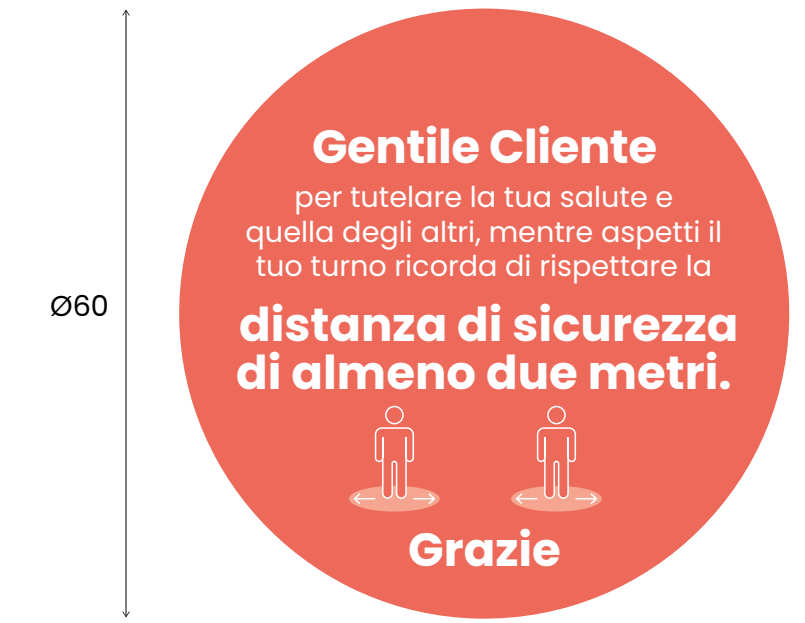 Gentile Cliente
per tutelare la tua salute e
quella degli altri, mentre aspetti il
tuo turno ricorda di rispettare la
distanza di sicurezza
di almeno due metri.
Ø60
Grazie